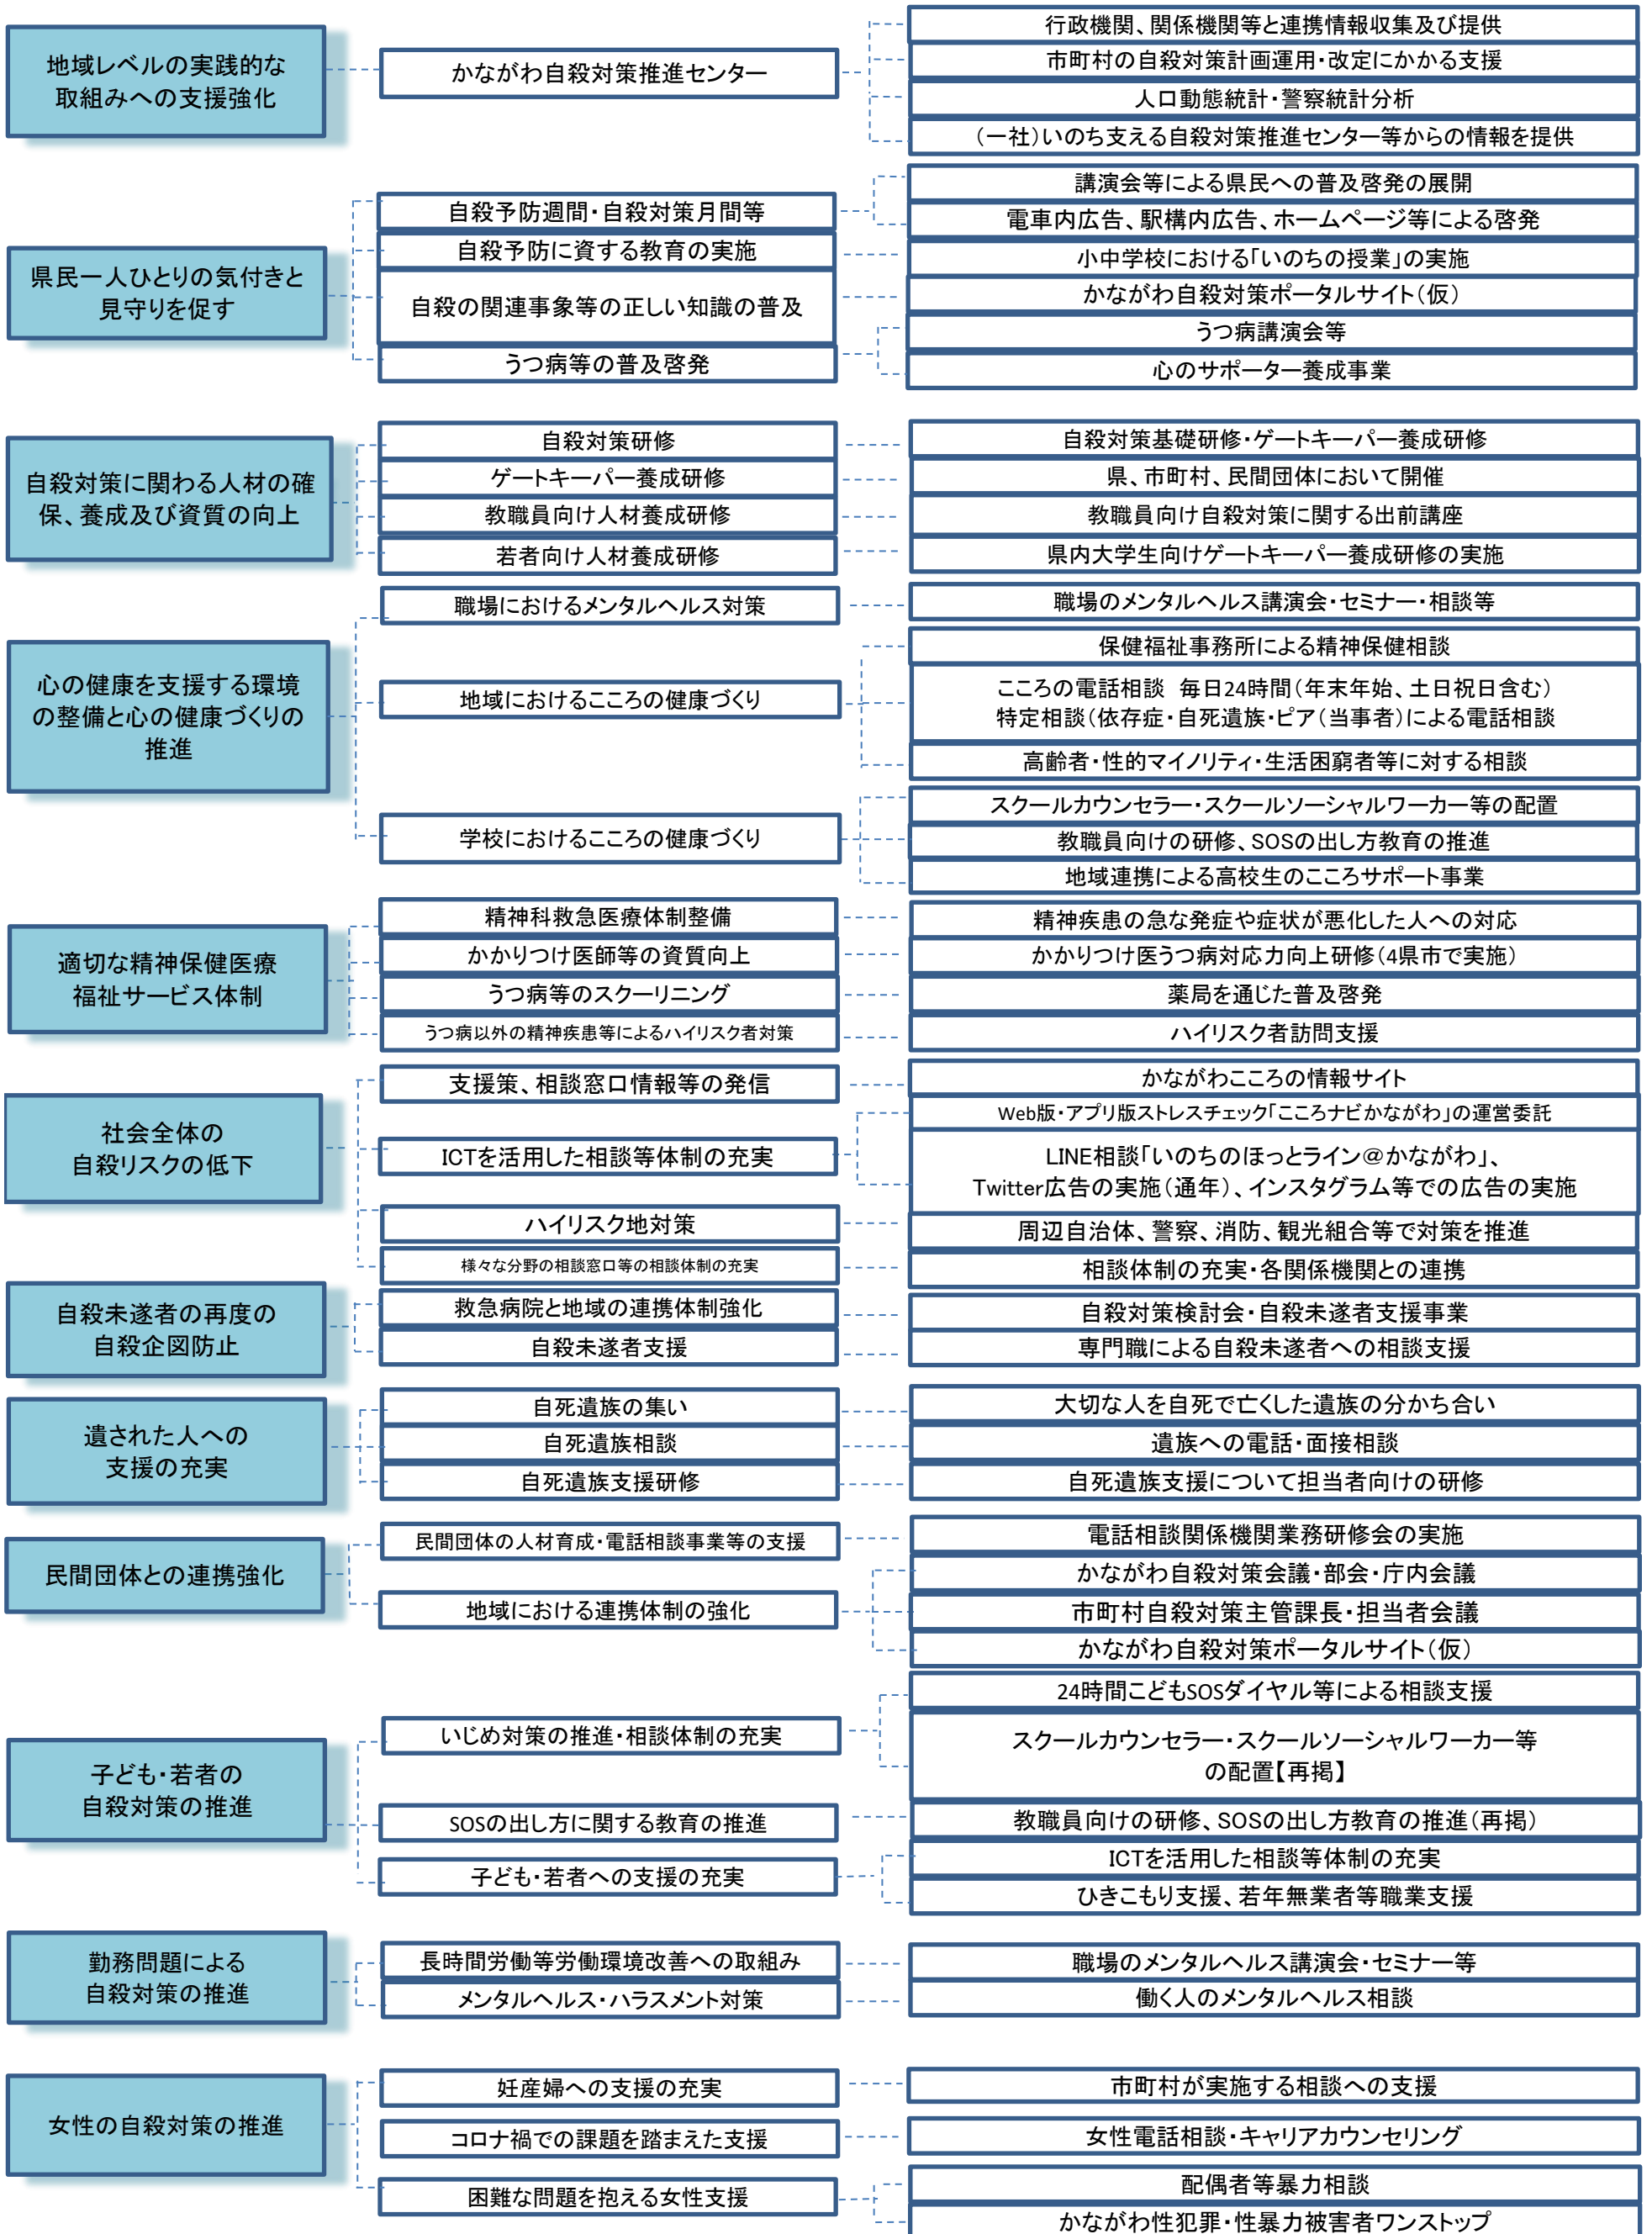 地域レベルの実践的な
取組みへの支援強化
かながわ自殺対策推進センター
行政機関、関係機関等と連携情報収集及び提供
市町村の自殺対策計画運用・改定にかかる支援
人口動態統計・警察統計分析
（一社）いのち支える自殺対策推進センター等からの情報を提供
県民一人ひとりの気付きと
見守りを促す
自殺予防週間・自殺対策月間等
講演会等による県民への普及啓発の展開
電車内広告、駅構内広告、ホームページ等による啓発
自殺予防に資する教育の実施
小中学校における「いのちの授業」の実施
自殺の関連事象等の正しい知識の普及
かながわ自殺対策ポータルサイト（仮）
うつ病等の普及啓発
うつ病講演会等
心のサポーター養成事業
自殺対策に関わる人材の確
保、養成及び資質の向上
自殺対策研修
自殺対策基礎研修・ゲートキーパー養成研修
ゲートキーパー養成研修
県、市町村、民間団体において開催
教職員向け人材養成研修
教職員向け自殺対策に関する出前講座
若者向け人材養成研修
県内大学生向けゲートキーパー養成研修の実施
心の健康を支援する環境
の整備と心の健康づくりの
推進
職場におけるメンタルヘルス対策
職場のメンタルヘルス講演会・セミナー・相談等
地域におけるこころの健康づくり
保健福祉事務所による精神保健相談
こころの電話相談 毎日24時間（年末年始、土日祝日含む）
特定相談（依存症・自死遺族・ピア（当事者）による電話相談
高齢者・性的マイノリティ・生活困窮者等に対する相談
学校におけるこころの健康づくり
スクールカウンセラー・スクールソーシャルワーカー等の配置
教職員向けの研修、SOSの出し方教育の推進
地域連携による高校生のこころサポート事業
適切な精神保健医療
福祉サービス体制
精神科救急医療体制整備
精神疾患の急な発症や症状が悪化した人への対応
かかりつけ医師等の資質向上
かかりつけ医うつ病対応力向上研修（4県市で実施）
うつ病等のスクーリニング
薬局を通じた普及啓発
うつ病以外の精神疾患等によるハイリスク者対策
ハイリスク者訪問支援
社会全体の
自殺リスクの低下
支援策、相談窓口情報等の発信
かながわこころの情報サイト
ICTを活用した相談等体制の充実
Web版・アプリ版ストレスチェック「こころナビかながわ」の運営委託
LINE相談「いのちのほっとライン＠かながわ」、
Twitter広告の実施（通年）、インスタグラム等での広告の実施
ハイリスク地対策
周辺自治体、警察、消防、観光組合等で対策を推進
様々な分野の相談窓口等の相談体制の充実
相談体制の充実・各関係機関との連携
自殺未遂者の再度の
自殺企図防止
救急病院と地域の連携体制強化
自殺対策検討会・自殺未遂者支援事業
自殺未遂者支援
専門職による自殺未遂者への相談支援
遺された人への
支援の充実
自死遺族の集い
大切な人を自死で亡くした遺族の分かち合い
自死遺族相談
遺族への電話・面接相談
自死遺族支援研修
自死遺族支援について担当者向けの研修
民間団体との連携強化
民間団体の人材育成・電話相談事業等の支援
電話相談関係機関業務研修会の実施
地域における連携体制の強化
かながわ自殺対策会議・部会・庁内会議
市町村自殺対策主管課長・担当者会議
かながわ自殺対策ポータルサイト（仮）
子ども・若者の
自殺対策の推進
いじめ対策の推進・相談体制の充実
24時間こどもSOSダイヤル等による相談支援
スクールカウンセラー・スクールソーシャルワーカー等
の配置【再掲】
SOSの出し方に関する教育の推進
教職員向けの研修、SOSの出し方教育の推進（再掲）
子ども・若者への支援の充実
ICTを活用した相談等体制の充実
ひきこもり支援、若年無業者等職業支援
勤務問題による
自殺対策の推進
長時間労働等労働環境改善への取組み
職場のメンタルヘルス講演会・セミナー等
メンタルヘルス・ハラスメント対策
働く人のメンタルヘルス相談
女性の自殺対策の推進
妊産婦への支援の充実
市町村が実施する相談への支援
コロナ禍での課題を踏まえた支援
女性電話相談・キャリアカウンセリング
困難な問題を抱える女性支援
配偶者等暴力相談
かながわ性犯罪・性暴力被害者ワンストップ